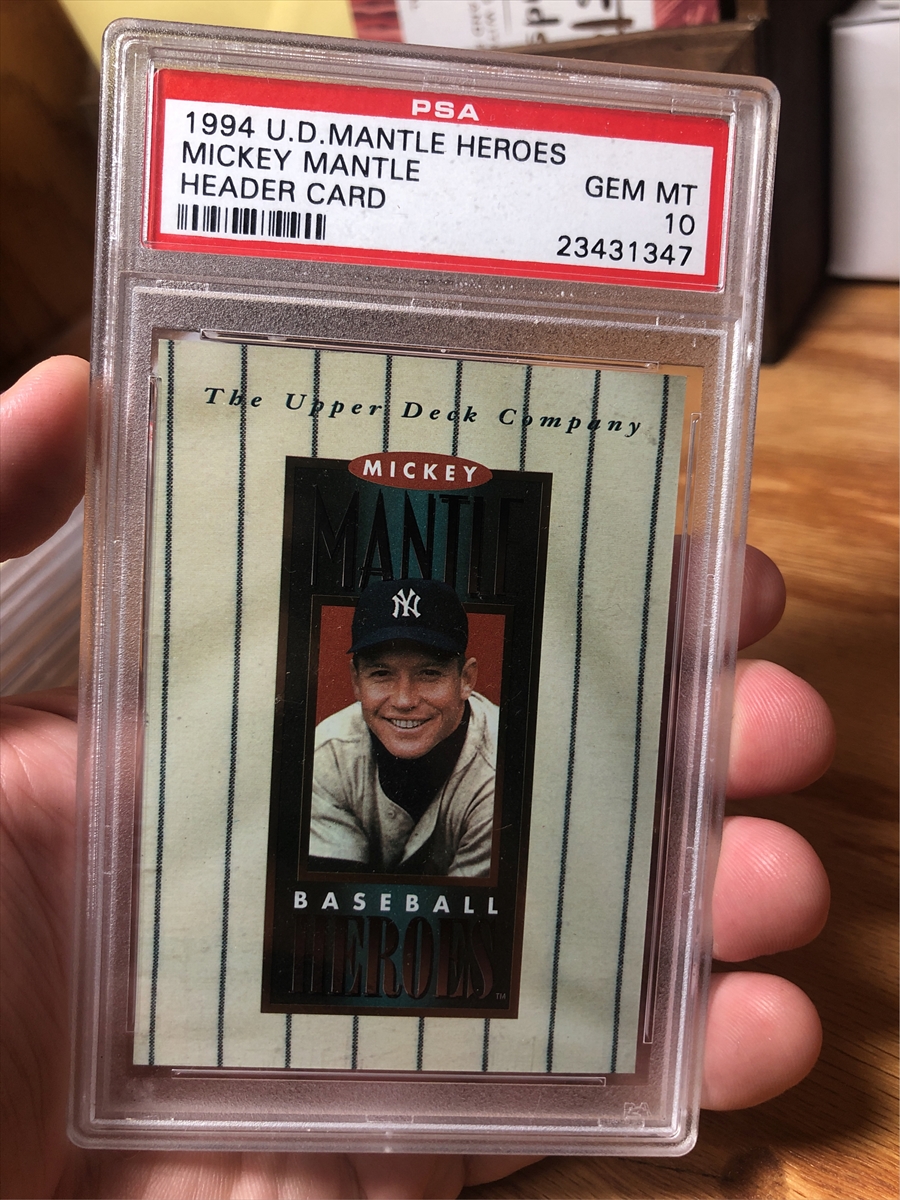 PSA
1994 U.D.MANTLE HEROES
MICKEY MANTLE
HEADER CARD
GEM MT
10
23431347
The Upper Deck Company
MICKEY
MANTLE
NY
BASEBALL
HEROES
TM